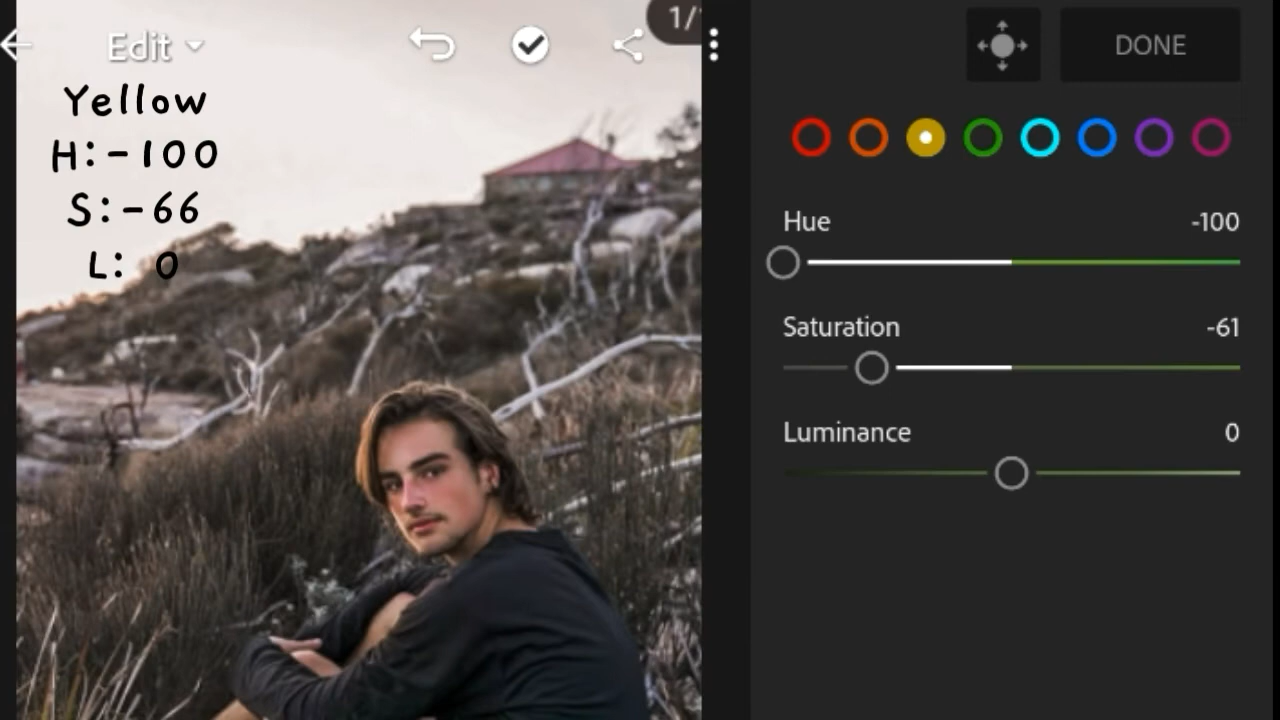 Edit
1/
Yellow
H:-100
S:-66
L: 0
DONE
Hue -100
Saturation -61
Luminance 0